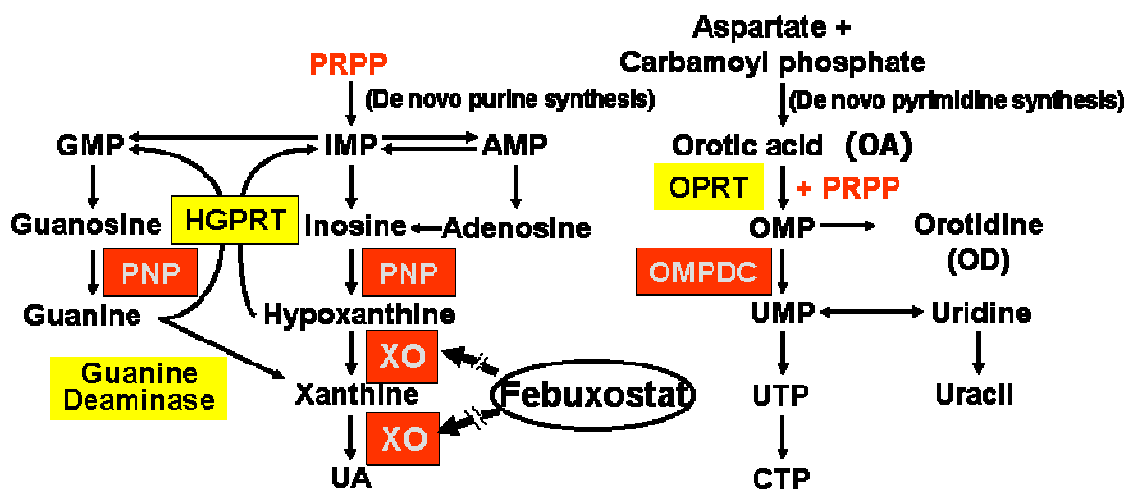 Aspartate +
Carbamoyl phosphate
PRPP
(De novo purine synthesis)
(De novo pyrimidine synthesis)
GMP IMP AMP
Orotic acid (OA)
OPRT + PRPP
Guanosine HGPRT Inosine Adenosine
OMP Orotidine
(OD)
PNP PNP
OMPDC
Guanine Hypoxanthine
UMP Uridine
XO
Guanine
Deaminase
Xanthine
Febuxostat
UTP Uracil
XO
UA
CTP